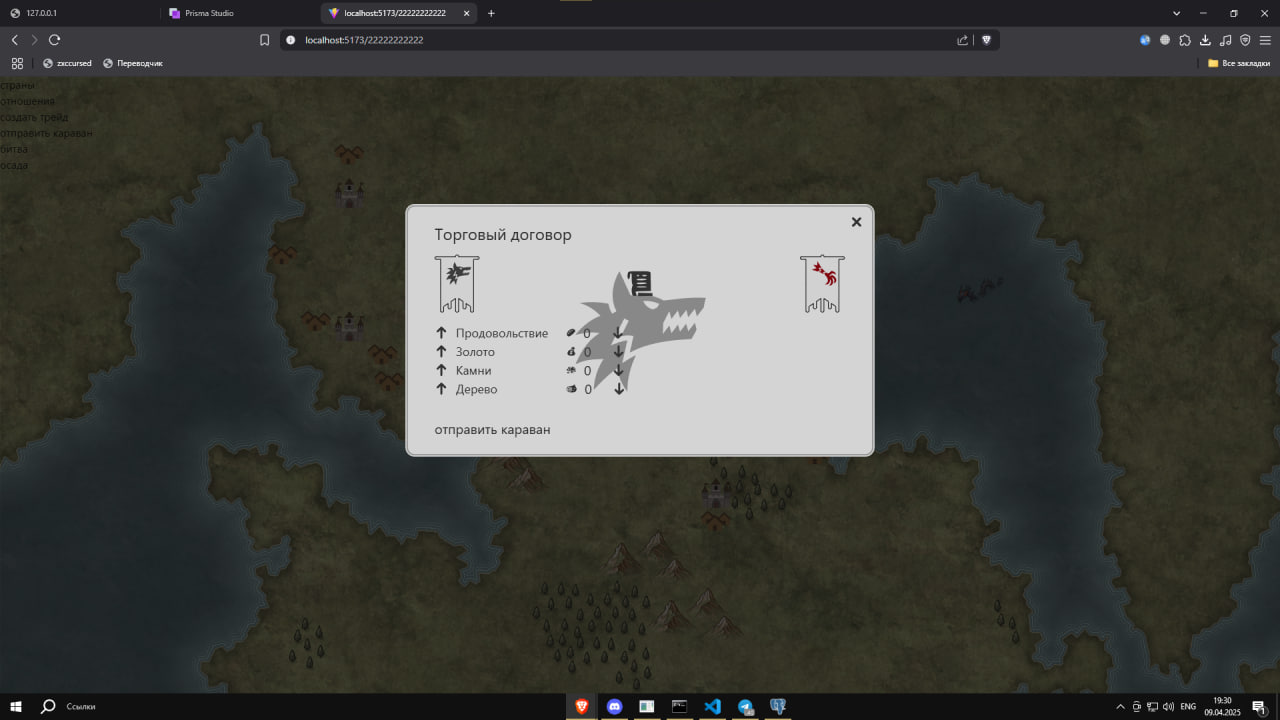 127.0.0.1
Prisma Studio
localhost:5173/22222222222
localhost:5173/22222222222
zxccursed
Переводчик
Все закладки
страны
отношения
создать трейд
отправить караван
битва
осада
Торговый договор
Продовольствие 0
Золото 0
Камни 0
Дерево 0
отправить караван
Ссылки
ENG
19:30
09.04.2025